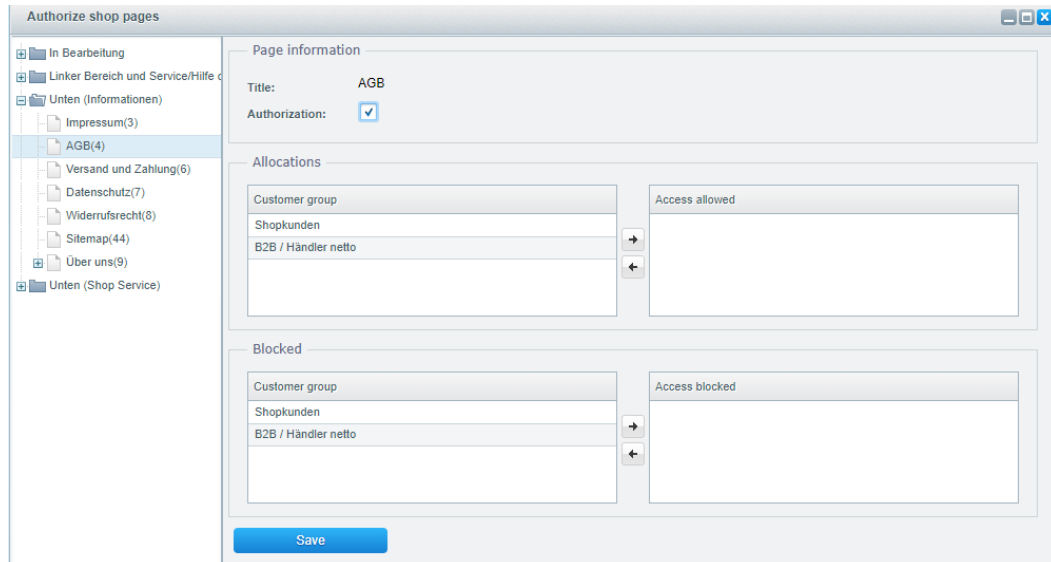 Authorize shop pages
In Bearbeitung
Linker Bereich und Service/Hilfe
Unten (Informationen)
Impressum(3)
AGB(4)
Versand und Zahlung(6)
Datenschutz(7)
Widerrufsrecht(8)
Sitemap(44)
Über uns(9)
Unten (Shop Service)
Page information
Title: AGB
Authorization:
Allocations
Customer group
Shopkunden
B2B / Händler netto
Access allowed
Blocked
Customer group
Shopkunden
B2B / Händler netto
Access blocked
Save